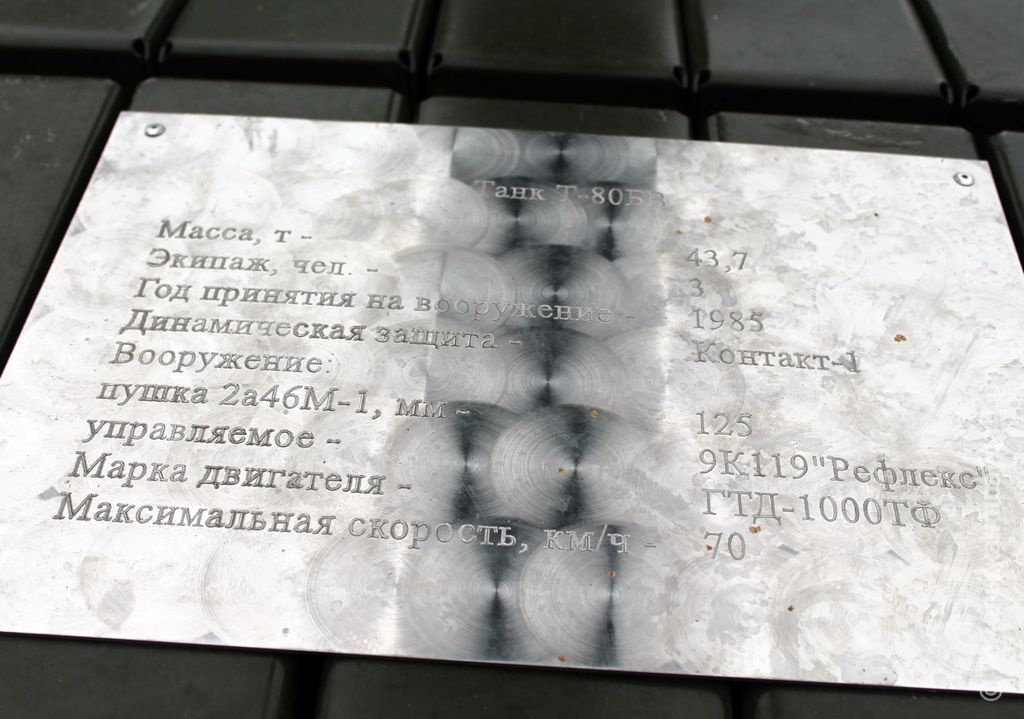 Танк Т-80БВ
Масса, т - 43,7
Экипаж, чел. - 3
Год принятия на вооружение - 1985
Динамическая защита - Контакт-1
Вооружение:
пушка 2а46М-1, мм - 125
управляемое - 9К119"Рефлекс"
Марка двигателя - ГТД-1000ТФ
Максимальная скорость, км/ч - 70